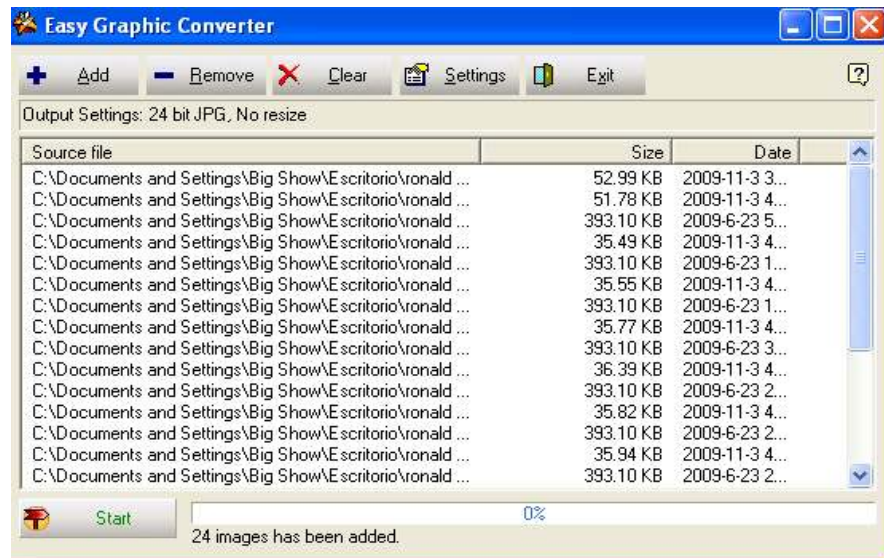 Easy Graphic Converter
Add Remove Clear Settings Exit
Output Settings: 24 bit JPG, No resize
Source file Size Date
C:\Documents and Settings\Big Show\Escritorio\ronald ... 52.99 KB 2009-11-3 3...
C:\Documents and Settings\Big Show\Escritorio\ronald ... 51.78 KB 2009-11-3 4...
C:\Documents and Settings\Big Show\Escritorio\ronald ... 393.10 KB 2009-6-23 5...
C:\Documents and Settings\Big Show\Escritorio\ronald ... 35.49 KB 2009-11-3 4...
C:\Documents and Settings\Big Show\Escritorio\ronald ... 393.10 KB 2009-6-23 1...
C:\Documents and Settings\Big Show\Escritorio\ronald ... 35.55 KB 2009-11-3 4...
C:\Documents and Settings\Big Show\Escritorio\ronald ... 393.10 KB 2009-6-23 1...
C:\Documents and Settings\Big Show\Escritorio\ronald ... 35.77 KB 2009-11-3 4...
C:\Documents and Settings\Big Show\Escritorio\ronald ... 393.10 KB 2009-6-23 3...
C:\Documents and Settings\Big Show\Escritorio\ronald ... 36.39 KB 2009-11-3 4...
C:\Documents and Settings\Big Show\Escritorio\ronald ... 393.10 KB 2009-6-23 2...
C:\Documents and Settings\Big Show\Escritorio\ronald ... 35.82 KB 2009-11-3 4...
C:\Documents and Settings\Big Show\Escritorio\ronald ... 393.10 KB 2009-6-23 2...
C:\Documents and Settings\Big Show\Escritorio\ronald ... 35.94 KB 2009-11-3 4...
C:\Documents and Settings\Big Show\Escritorio\ronald ... 393.10 KB 2009-6-23 2...
Start 0%
24 images has been added.